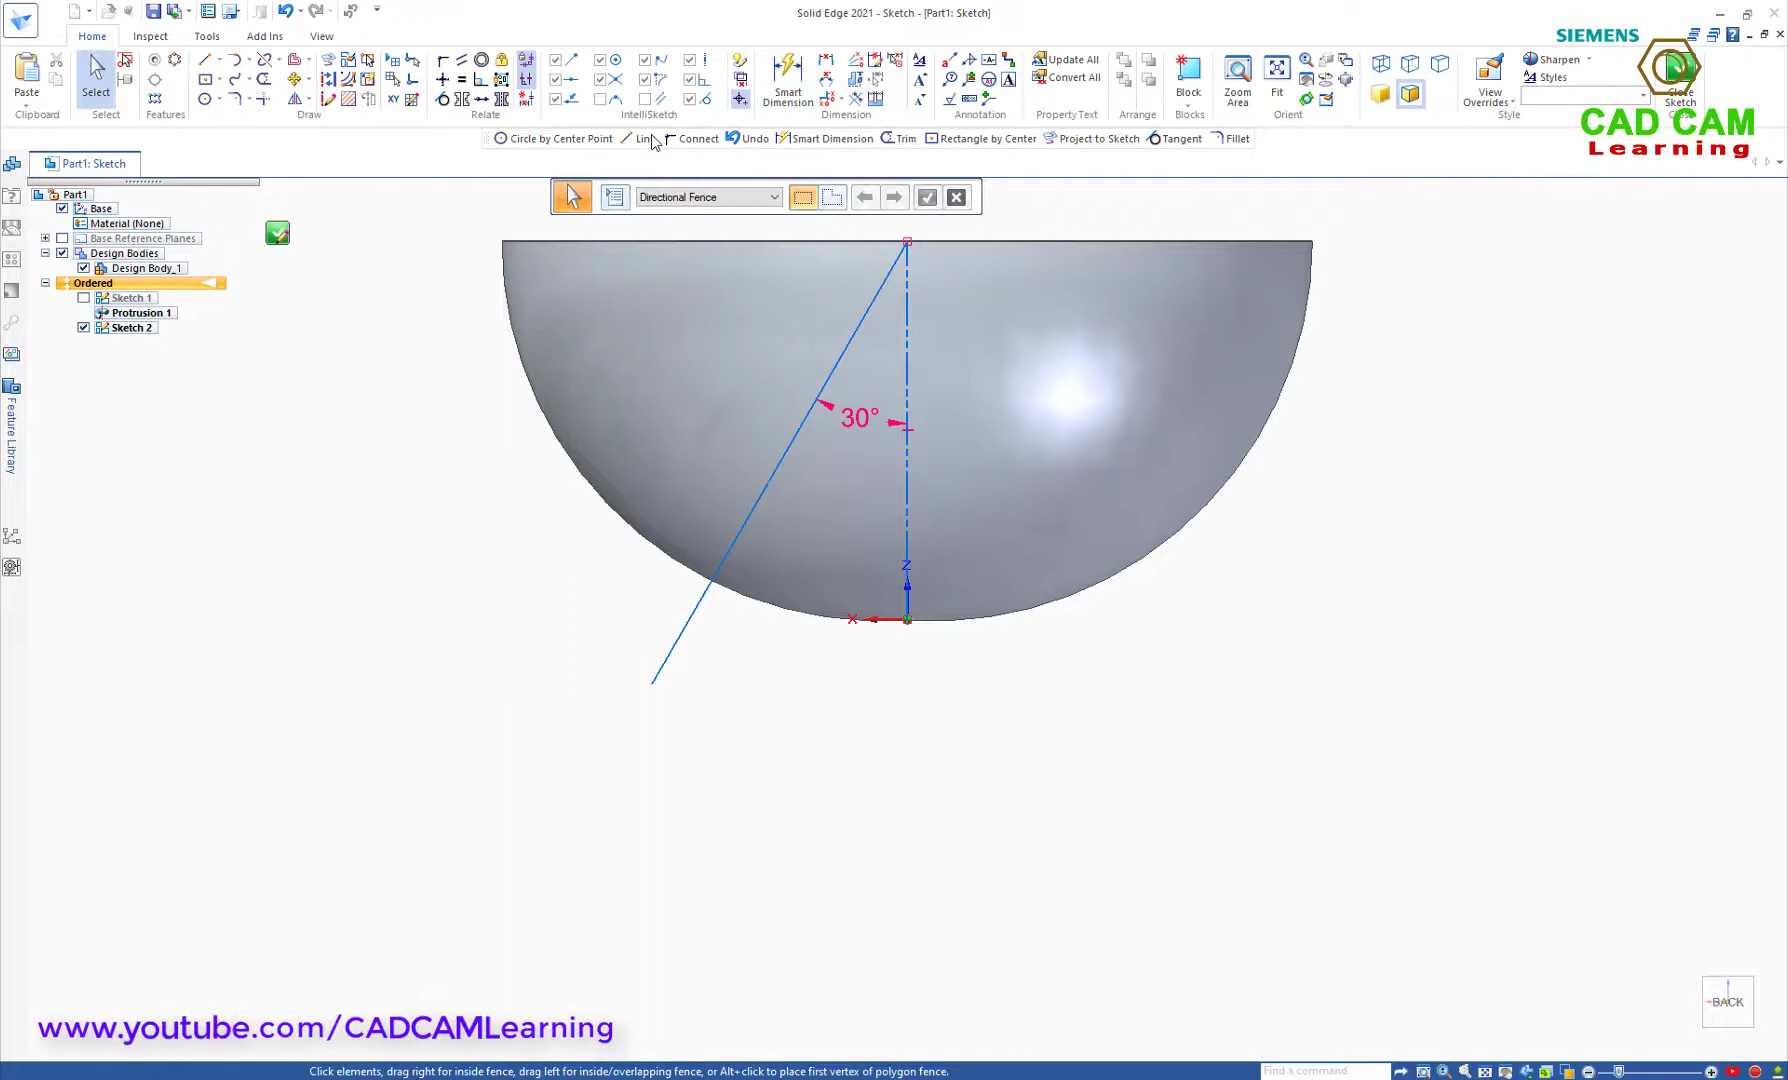 Solid Edge 2021 - Sketch - [Part1: Sketch]
Home Inspect Tools Add Ins View
SIEMENS
Paste
Select
Smart
Dimension
Update All
Convert All
Block
Zoom
Area
Fit
View
Overrides
Sharpen
Styles
Close
Sketch
Clipboard Select Features Draw Relate IntelliSketch Dimension Annotation PropertyText Arrange Blocks Orient Style
CAD CAM
Learning
Circle by Center Point Line Connect Undo Smart Dimension Trim Rectangle by Center Project to Sketch Tangent Fillet
Part1: Sketch
Directional Fence
Part1
Base
Material (None)
Base Reference Planes
Design Bodies
Design Body_1
Ordered
Sketch 1
Protrusion 1
Sketch 2
Feature Library
30°
Z
X
BACK
www.youtube.com/CADCAMLearning
Click elements, drag right for inside fence, drag left for inside/overlapping fence, or Alt+click to place first vertex of polygon fence.
Find a command